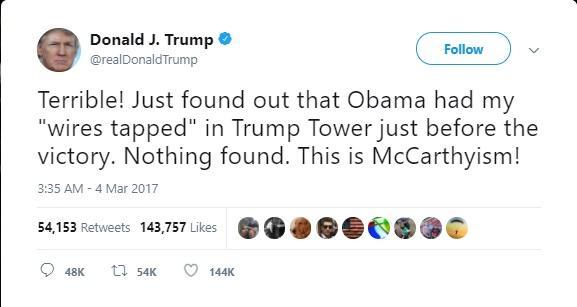 Donald J. Trump
Follow
@realDonaldTrump
Terrible! Just found out that Obama had my
"wires tapped" in Trump Tower just before the
victory. Nothing found. This is McCarthyism!
3:35 AM - 4 Mar 2017
54,153 Retweets 143,757 Likes
48K 54K 144K